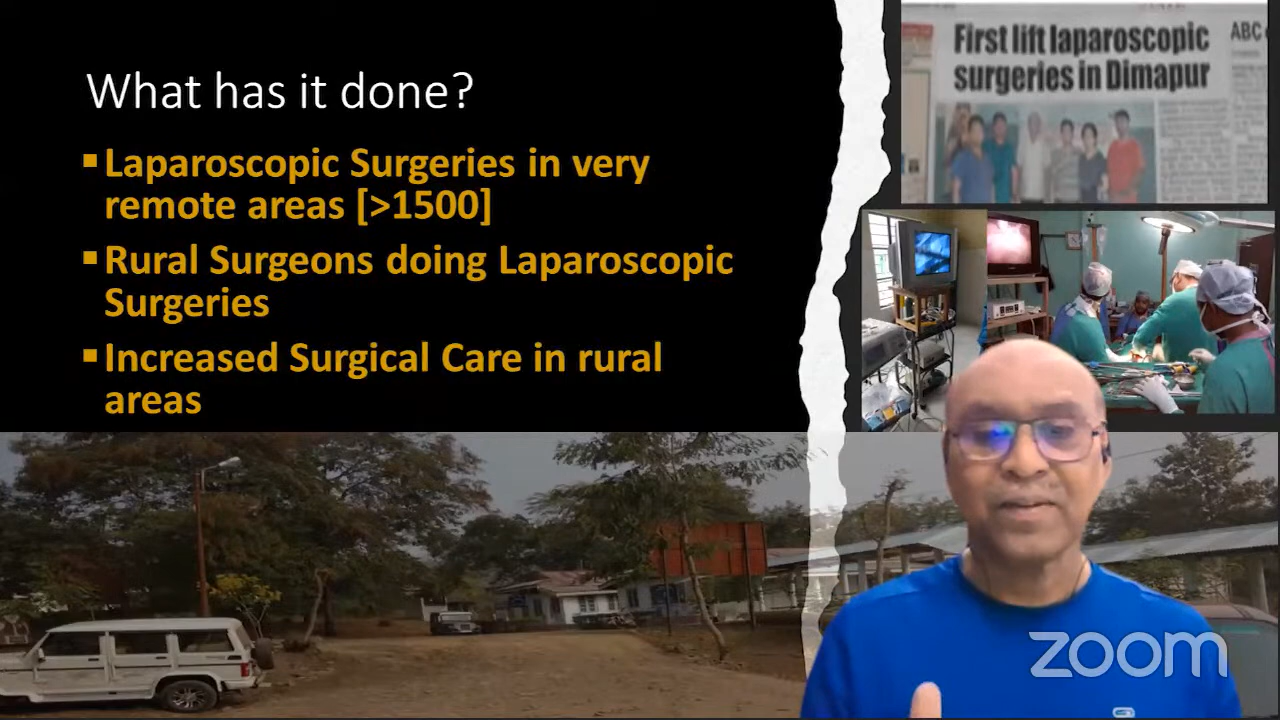 What has it done?
▪Laparoscopic Surgeries in very
remote areas [>1500]
▪Rural Surgeons doing Laparoscopic
Surgeries
▪Increased Surgical Care in rural
areas
First lift laparoscopic
surgeries in Dimapur
ABC
zoom